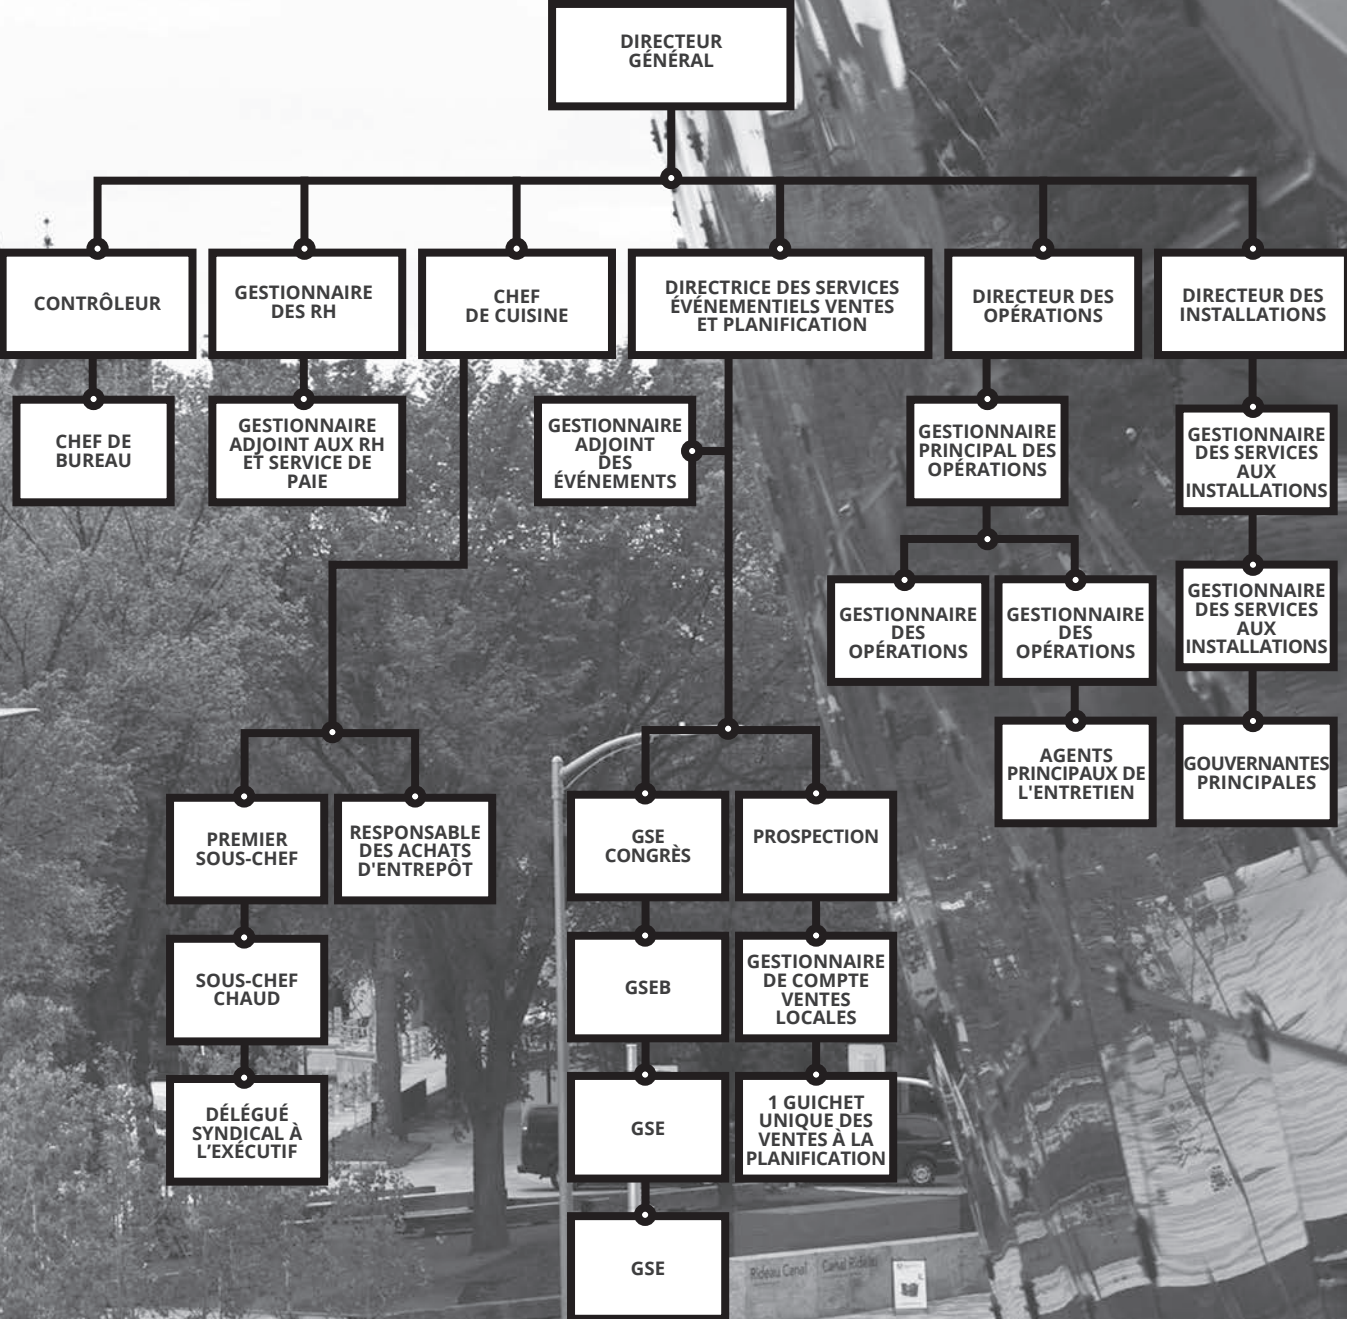 DIRECTEUR
GÉNÉRAL
CONTRÔLEUR
GESTIONNAIRE
DES RH
CHEF
DE CUISINE
DIRECTRICE DES SERVICES
ÉVÉNEMENTIELS VENTES
ET PLANIFICATION
DIRECTEUR DES
OPÉRATIONS
DIRECTEUR DES
INSTALLATIONS
CHEF DE
BUREAU
GESTIONNAIRE
ADJOINT AUX RH
ET SERVICE DE
PAIE
GESTIONNAIRE
ADJOINT
DES
ÉVÉNEMENTS
GESTIONNAIRE
PRINCIPAL DES
OPÉRATIONS
GESTIONNAIRE
DES SERVICES
AUX
INSTALLATIONS
GESTIONNAIRE
DES
OPÉRATIONS
GESTIONNAIRE
DES
OPÉRATIONS
GESTIONNAIRE
DES SERVICES
AUX
INSTALLATIONS
AGENTS
PRINCIPAUX DE
L'ENTRETIEN
GOUVERNANTES
PRINCIPALES
PREMIER
SOUS-CHEF
RESPONSABLE
DES ACHATS
D'ENTREPÔT
GSE
CONGRÈS
PROSPECTION
SOUS-CHEF
CHAUD
GSEB
GESTIONNAIRE
DE COMPTE
VENTES
LOCALES
DÉLÉGUÉ
SYNDICAL À
L’EXÉCUTIF
GSE
1 GUICHET
UNIQUE DES
VENTES À LA
PLANIFICATION
GSE
Rideau Canal
Canal Rideau